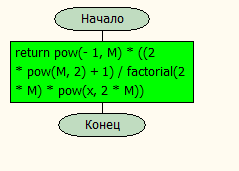 Начало
return pow(- 1, M) * ((2
* pow(M, 2) + 1) / factorial(2
* M) * pow(x, 2 * M))
Конец